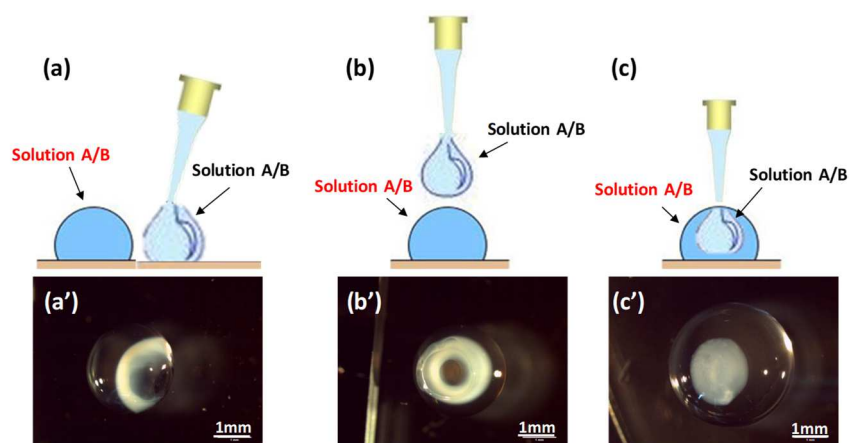 (a)
(b)
(c)
Solution A/B
Solution A/B
Solution A/B
Solution A/B
Solution A/B
Solution A/B
(a')
(b')
(c')
1mm
1mm
1mm